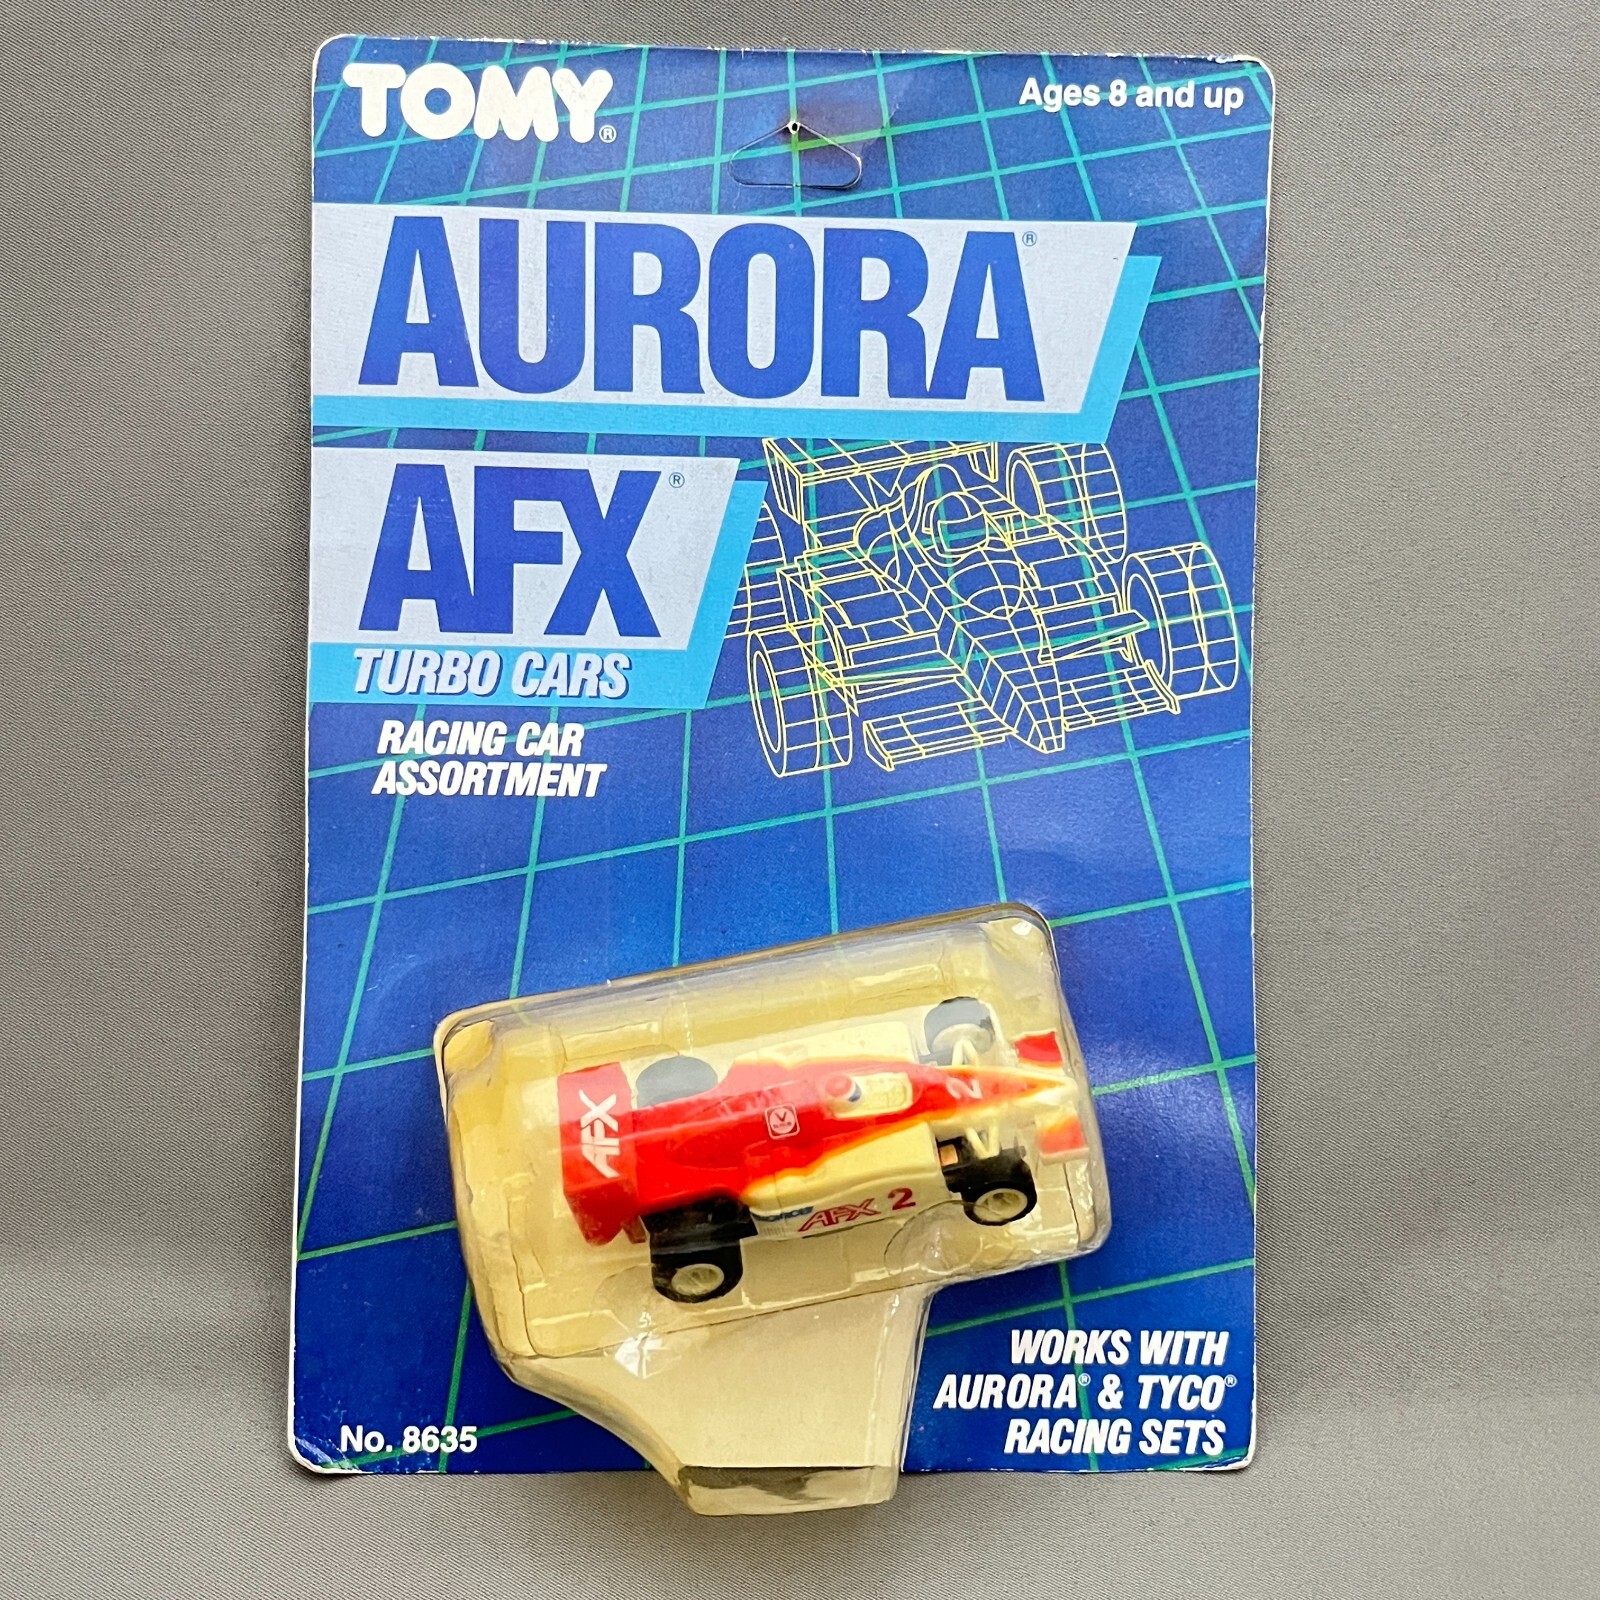 TOMY®
Ages 8 and up
AURORA®
AFX®
TURBO CARS
RACING CAR
ASSORTMENT
AFX
2
AFX 2
WORKS WITH
AURORA® & TYCO®
RACING SETS
No. 8635